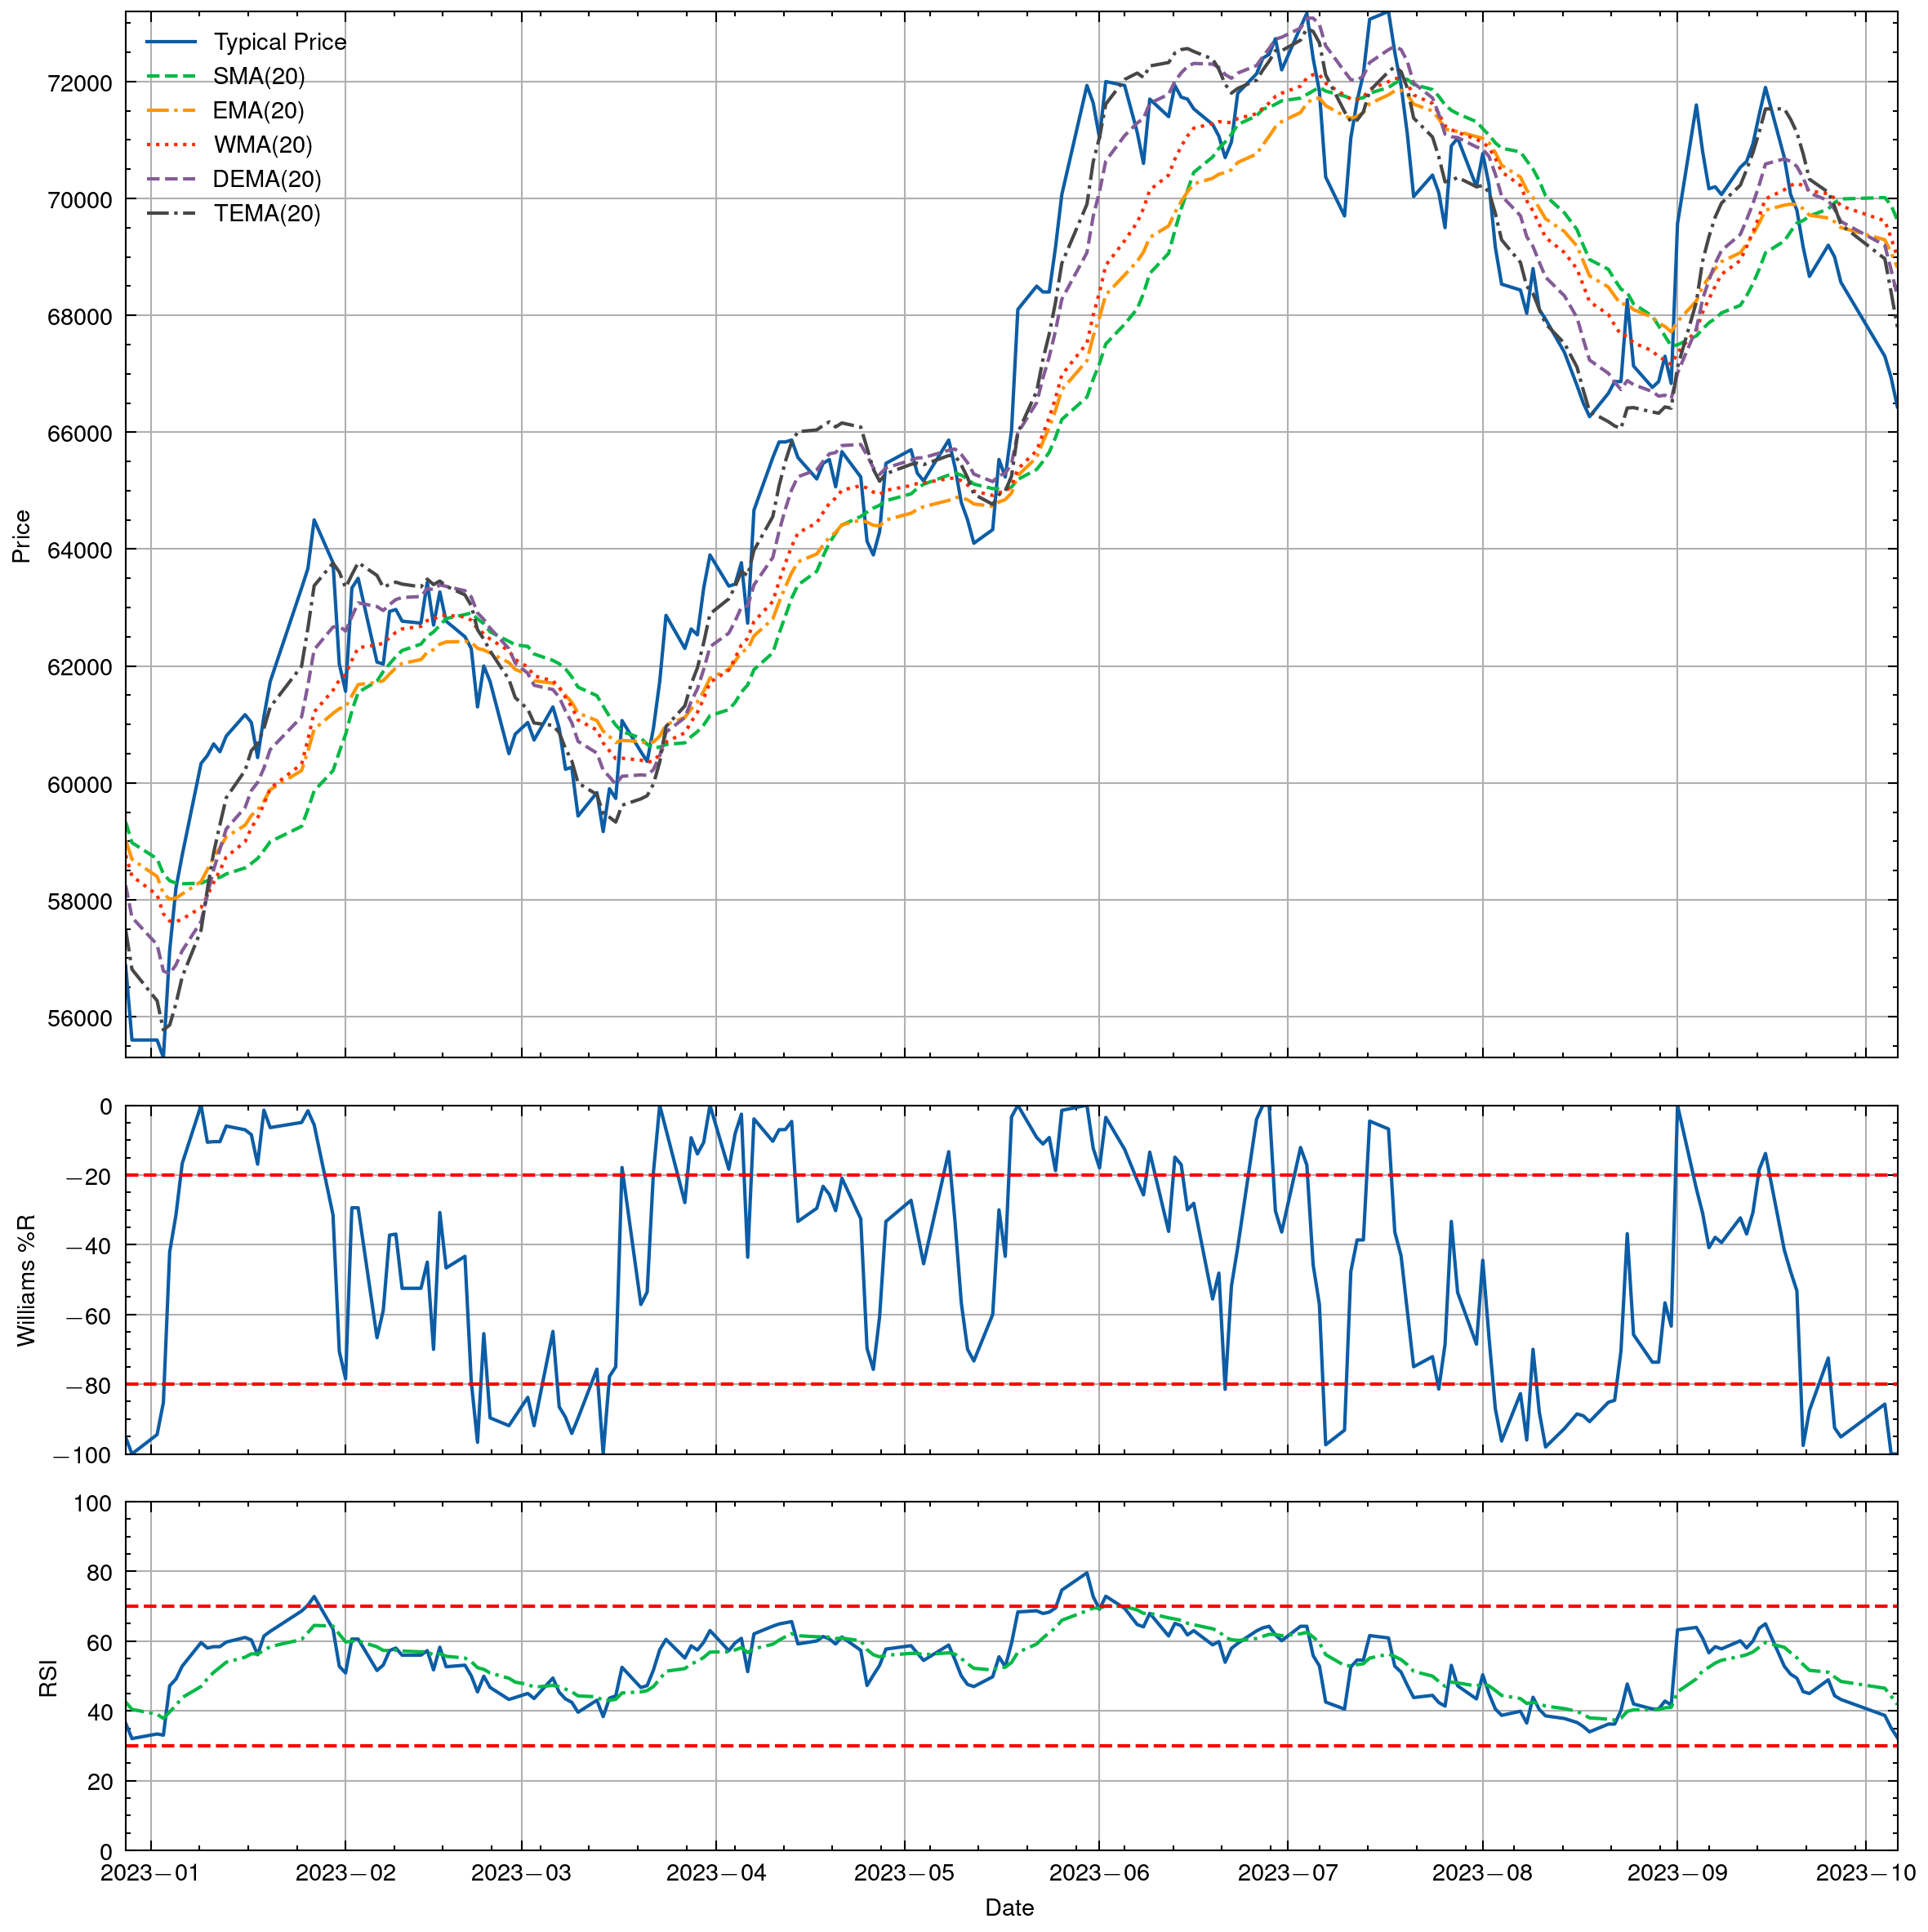 Typical Price
SMA(20)
EMA(20)
WMA(20)
DEMA(20)
TEMA(20)
72000
70000
68000
66000
64000
62000
60000
58000
56000
Price
0
−20
−40
−60
−80
−100
Williams %R
100
80
60
40
20
0
RSI
2023−01 2023−02 2023−03 2023−04 2023−05 2023−06 2023−07 2023−08 2023−09 2023−10
Date